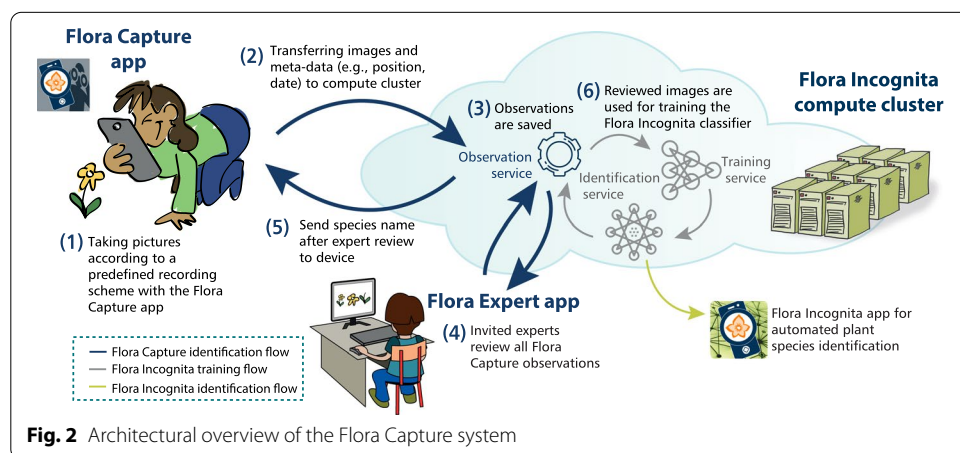 Flora Capture
app
(2) Transferring images and
meta-data (e.g., position,
date) to compute cluster
(3) Observations
are saved
(6) Reviewed images are
used for training the
Flora Incognita classifier
Flora Incognita
compute cluster
Observation
service
Identification
service
Training
service
(1) Taking pictures
according to a
predefined recording
scheme with the Flora
Capture app
(5) Send species name
after expert review
to device
Flora Expert app
(4) Invited experts
review all Flora
Capture observations
Flora Incognita app for
automated plant
species identification
Flora Capture identification flow
Flora Incognita training flow
Flora Incognita identification flow
Fig. 2 Architectural overview of the Flora Capture system